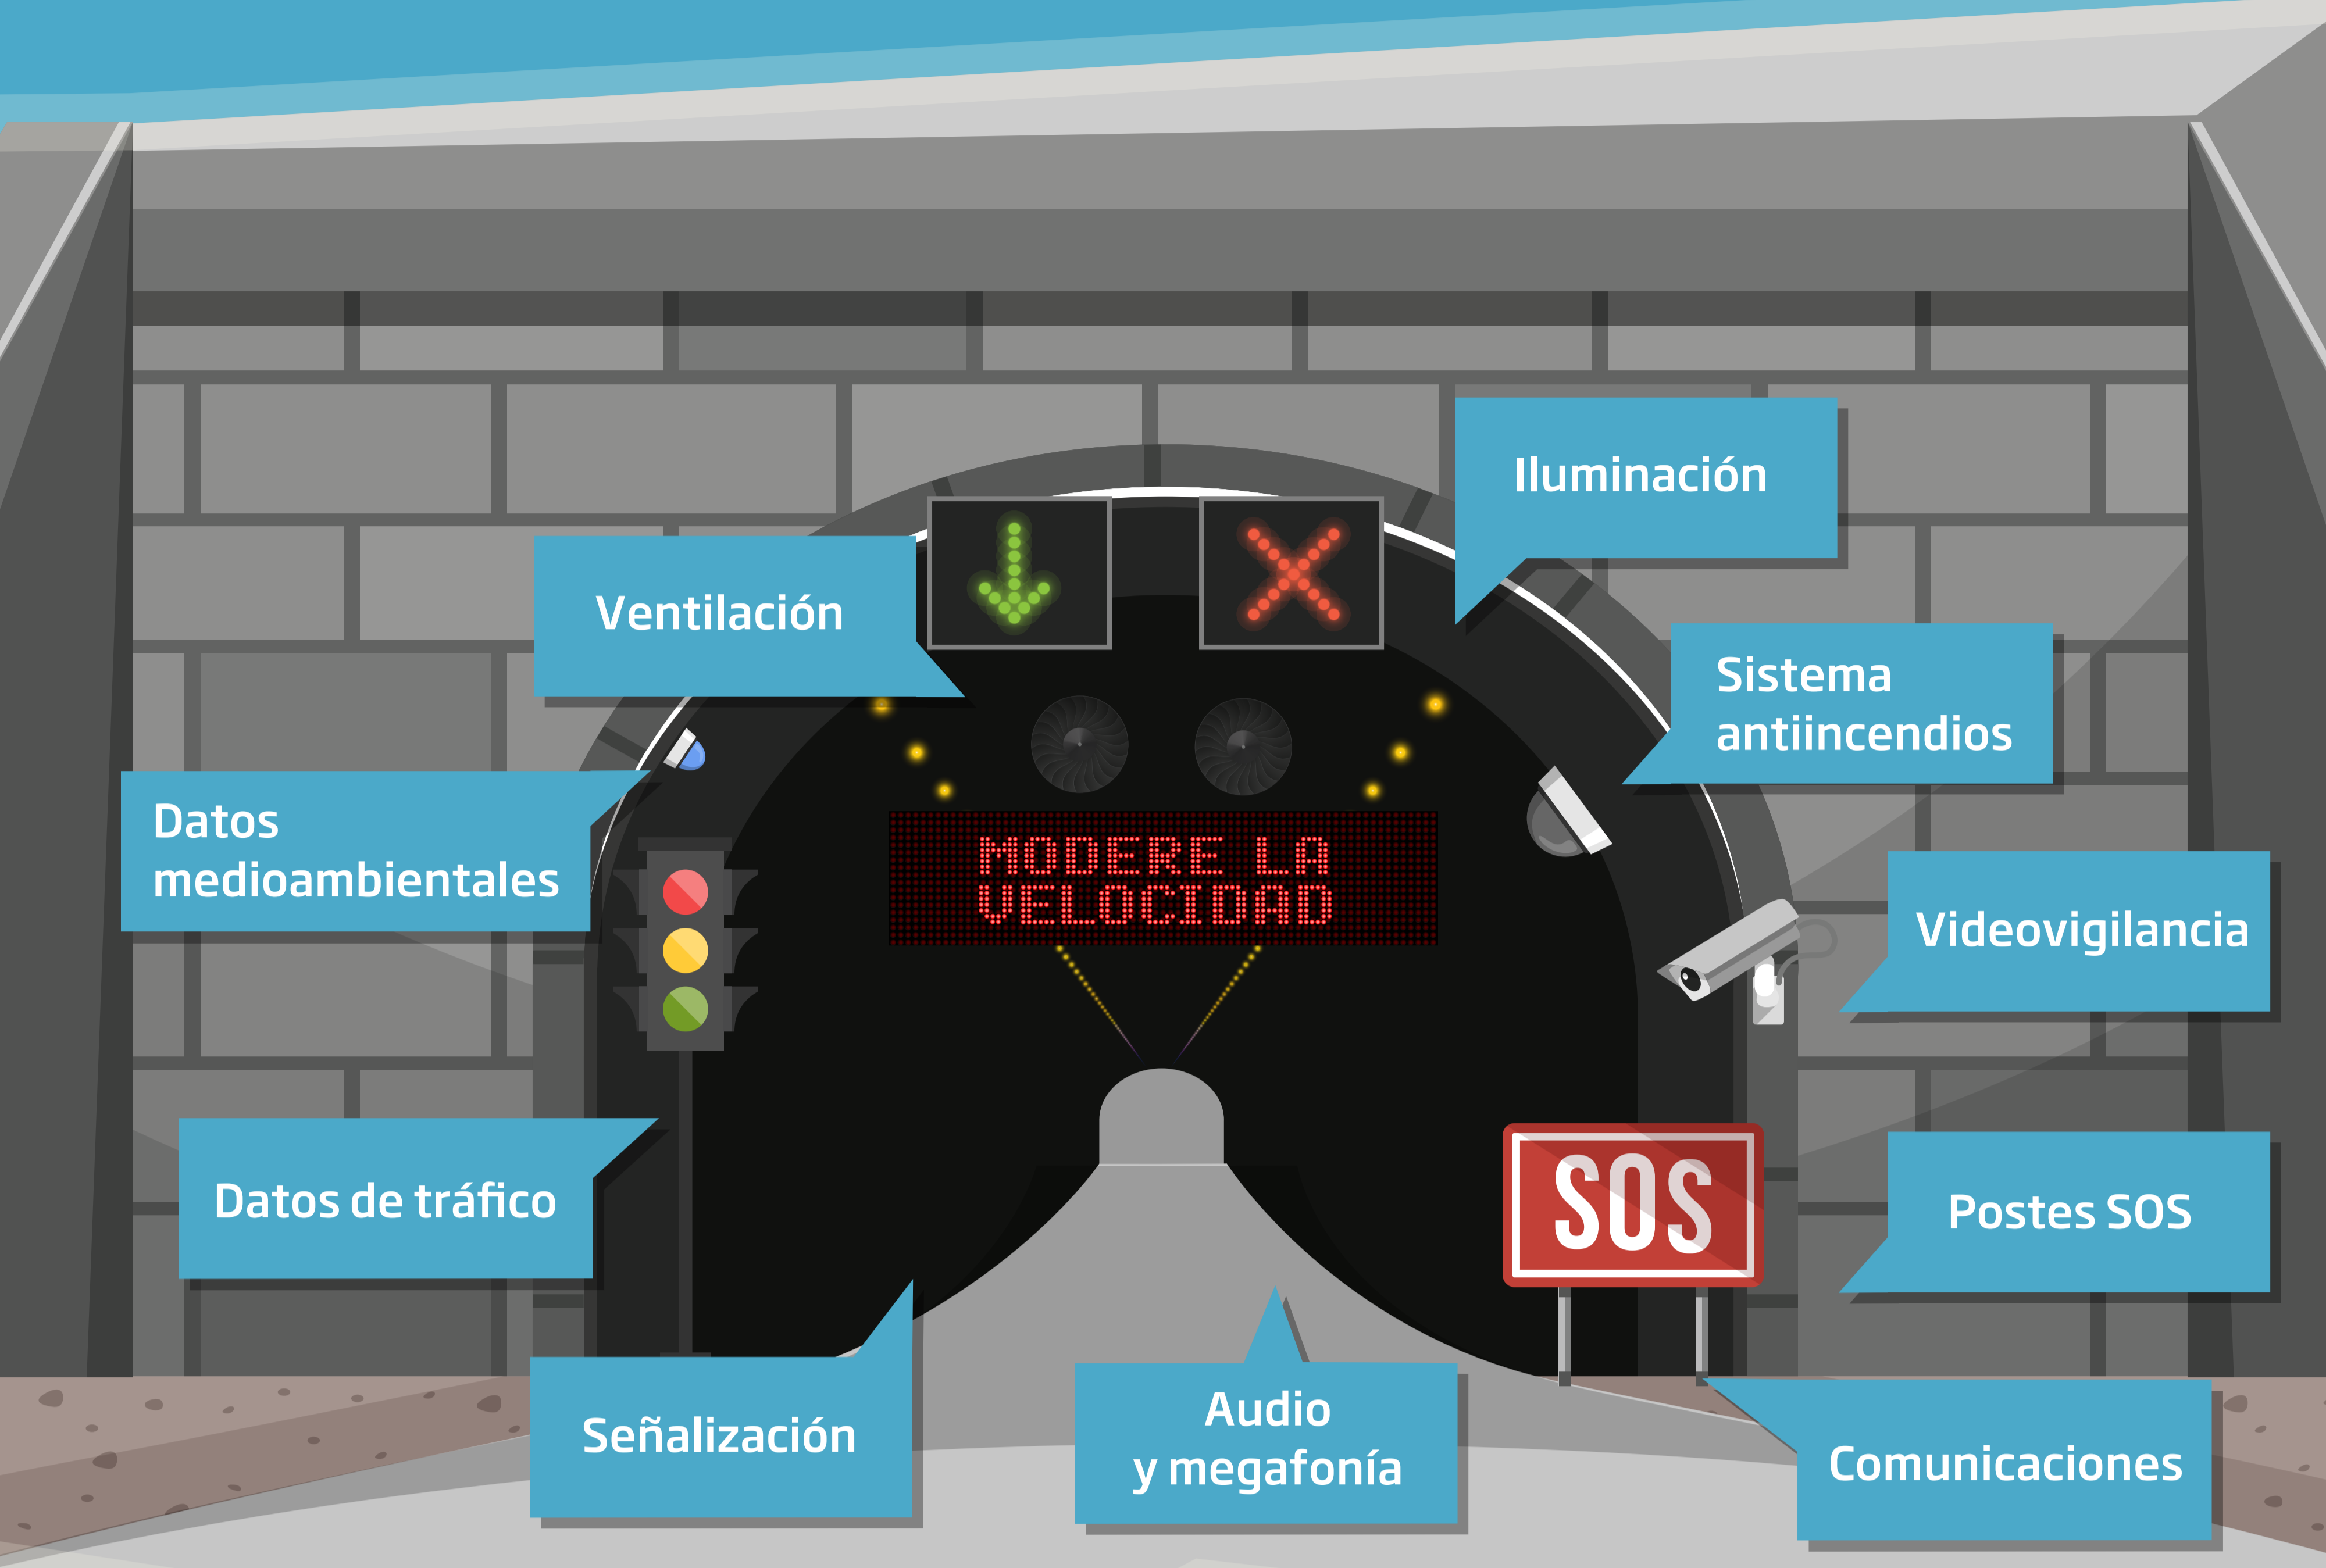 Iluminación
Ventilación
Sistema
antiincendios
MODERE LA
VELOCIDAD
Datos
medioambientales
Videovigilancia
Datos de tráfico
SOS
Postes SOS
Señalización
Audio
y megafonía
Comunicaciones